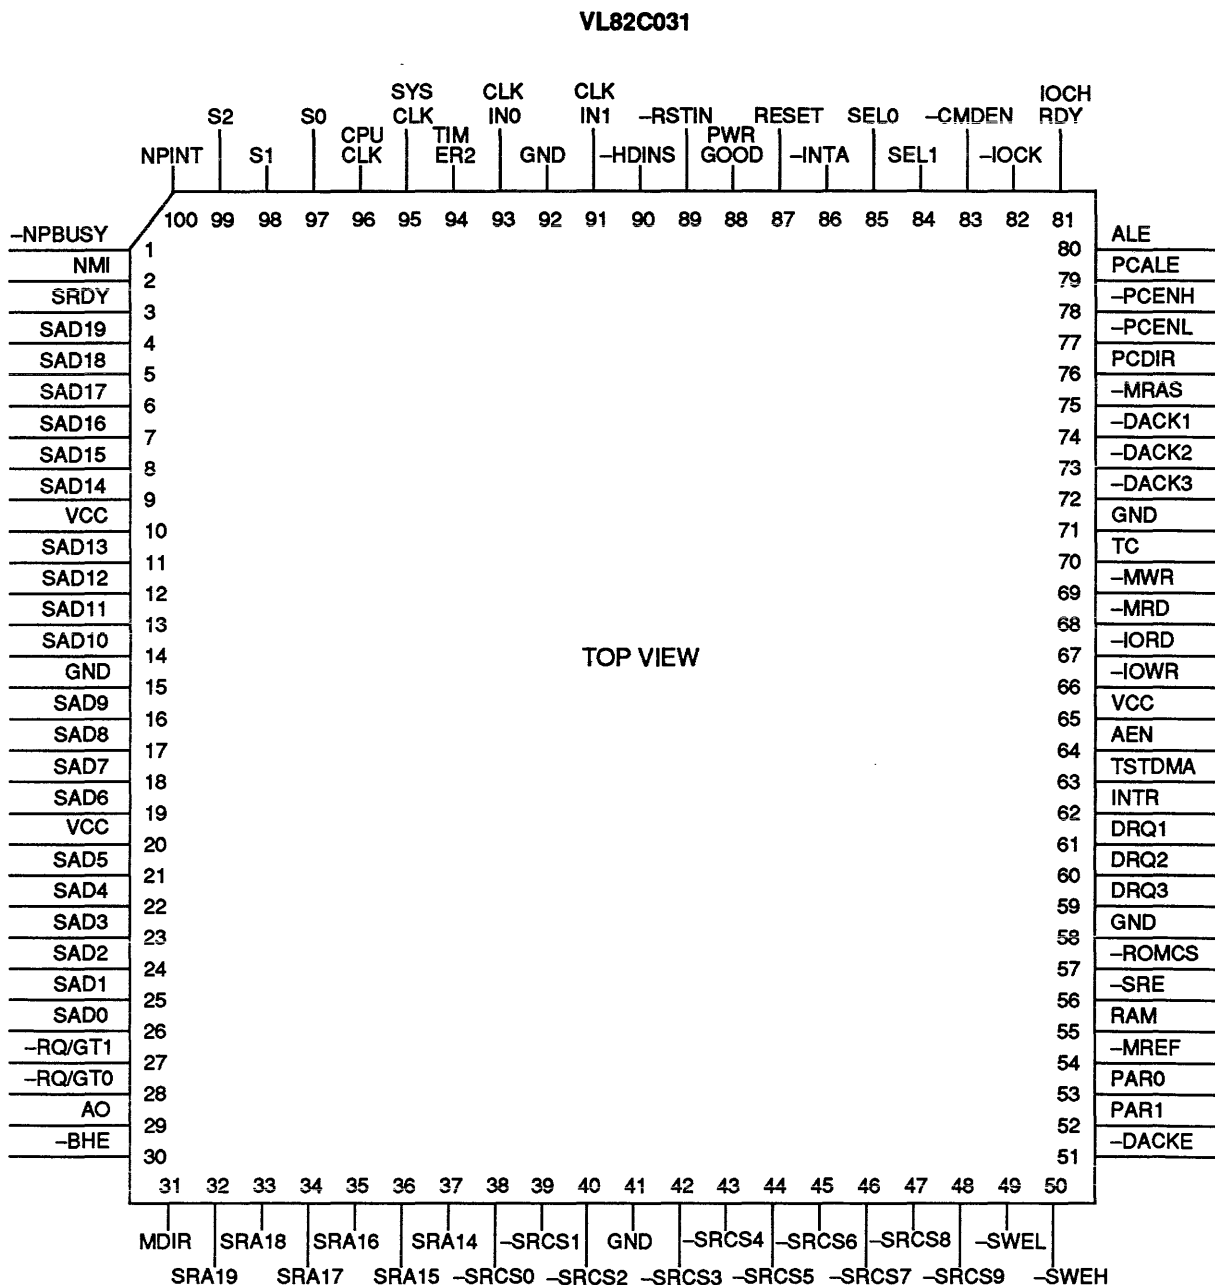 VL82C031
SYS CLK IN0 CLK IN1 IOCH
S2 S0 CLK –RSTIN RESET SEL0 –CMDEN RDY
CPU TIM PWR
NPINT S1 CLK ER2 GND –HDINS GOOD –INTA SEL1 –IOCK
100 99 98 97 96 95 94 93 92 91 90 89 88 87 86 85 84 83 82 81
–NPBUSY 1 80 ALE
NMI 2 79 PCALE
SRDY 3 78 –PCENH
SAD19 4 77 –PCENL
SAD18 5 76 PCDIR
SAD17 6 75 –MRAS
SAD16 7 74 –DACK1
SAD15 8 73 –DACK2
SAD14 9 72 –DACK3
VCC 10 71 GND
SAD13 11 70 TC
SAD12 12 69 –MWR
SAD11 13 68 –MRD
SAD10 14 67 –IORD
TOP VIEW
GND 15 66 –IOWR
SAD9 16 65 VCC
SAD8 17 64 AEN
SAD7 18 63 TSTDMA
SAD6 19 62 INTR
VCC 20 61 DRQ1
SAD5 21 60 DRQ2
SAD4 22 59 DRQ3
SAD3 23 58 GND
SAD2 24 57 –ROMCS
SAD1 25 56 –SRE
SAD0 26 55 RAM
–RQ/GT1 27 54 –MREF
–RQ/GT0 28 53 PAR0
AO 29 52 PAR1
–BHE 30 51 –DACKE
31 32 33 34 35 36 37 38 39 40 41 42 43 44 45 46 47 48 49 50
MDIR SRA18 SRA16 SRA14 –SRCS1 GND –SRCS4 –SRCS6 –SRCS8 –SWEL
SRA19 SRA17 SRA15 –SRCS0 –SRCS2 –SRCS3 –SRCS5 –SRCS7 –SRCS9 –SWEH